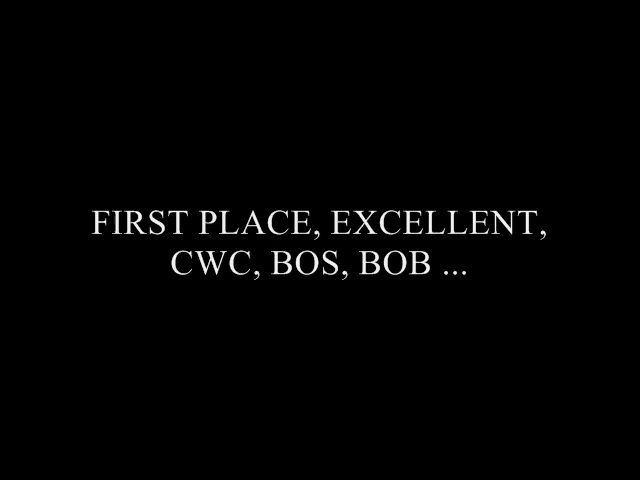 FIRST PLACE, EXCELLENT,
CWC, BOS, BOB ...